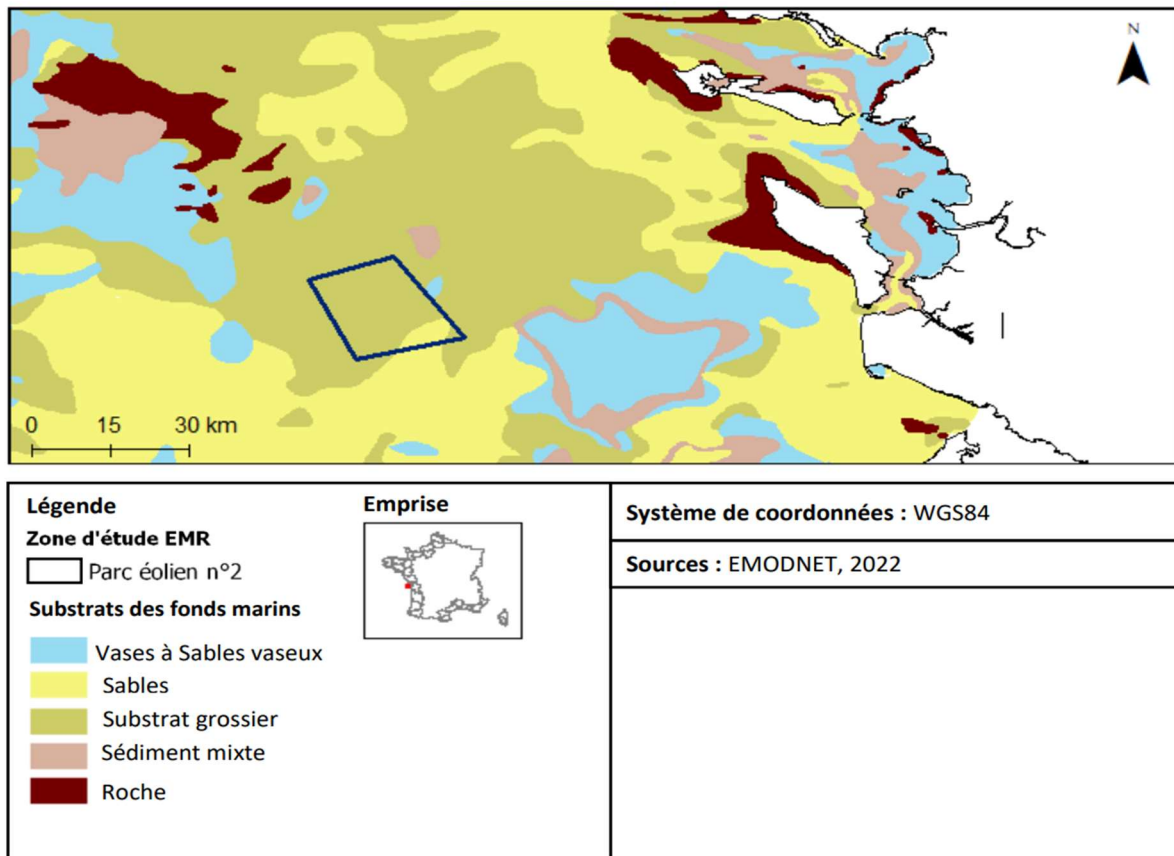 N
0 15 30 km
Légende
Zone d'étude EMR
Parc éolien n°2
Substrats des fonds marins
Vases à Sables vaseux
Sables
Substrat grossier
Sédiment mixte
Roche
Emprise
Système de coordonnées : WGS84
Sources : EMODNET, 2022